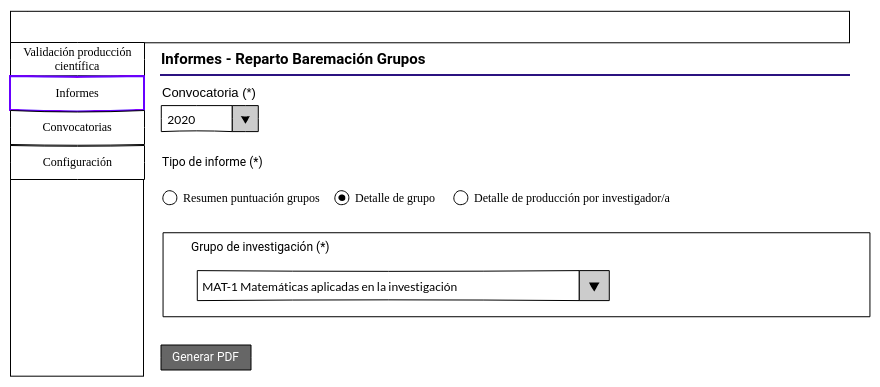 Validación producción
científica
Informes
Convocatorias
Configuración
Informes - Reparto Baremación Grupos
Convocatoria (*)
2020
Tipo de informe (*)
Resumen puntuación grupos Detalle de grupo Detalle de producción por investigador/a
Grupo de investigación (*)
MAT-1 Matemáticas aplicadas en la investigación
Generar PDF